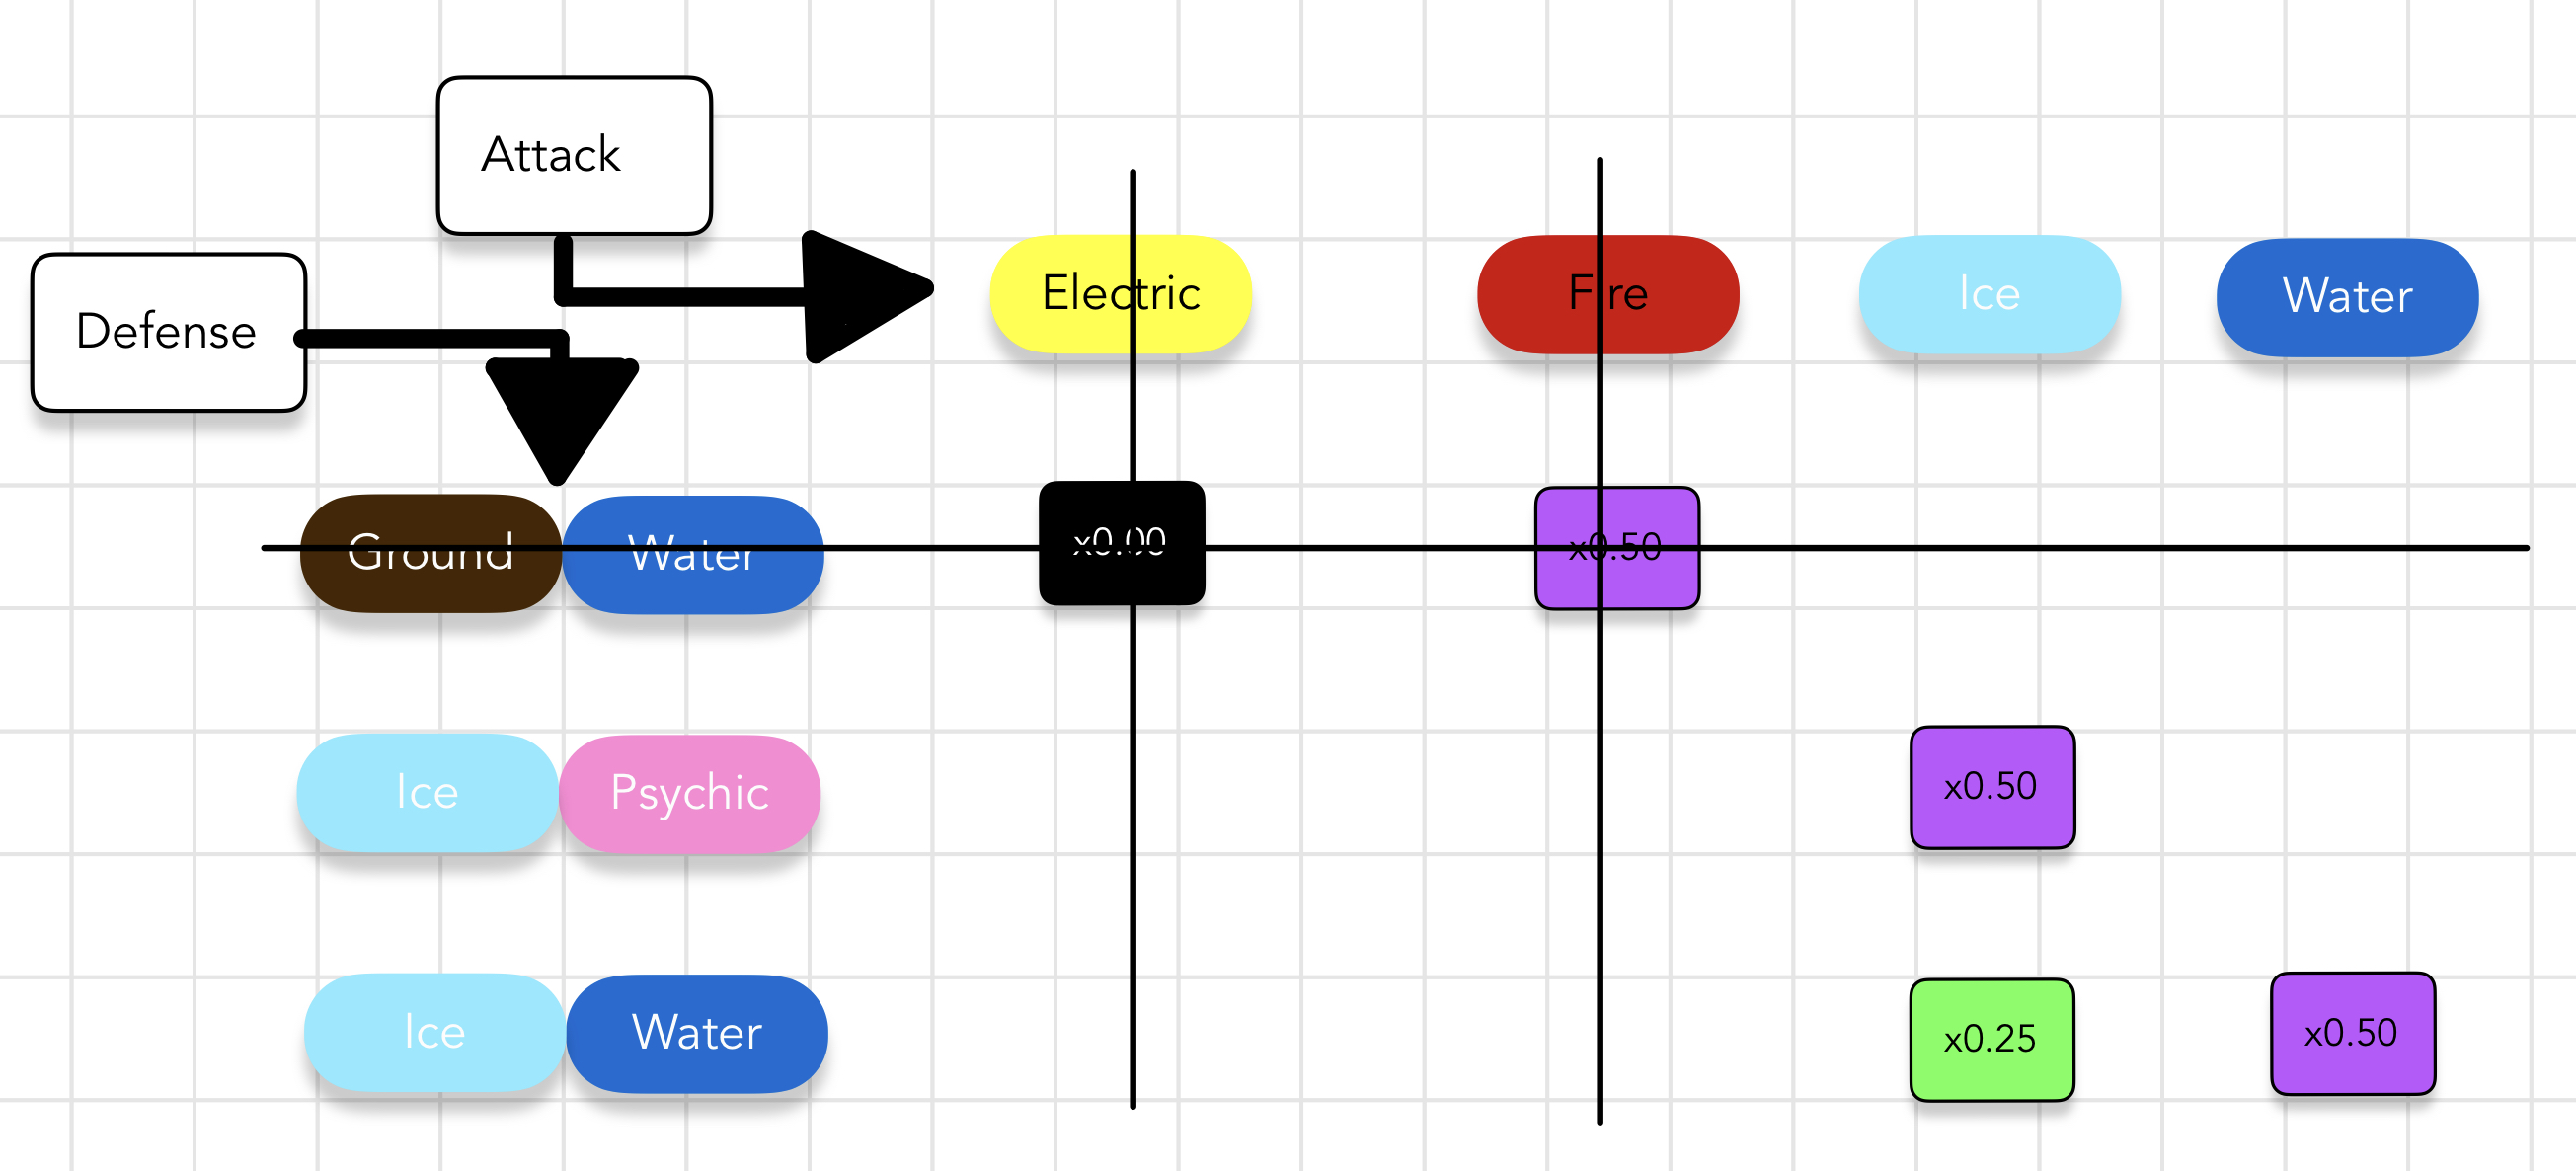 Attack
Defense
Electric Fire Ice Water
Ground Water x0.00 x0.50
Ice Psychic x0.50
Ice Water x0.25 x0.50